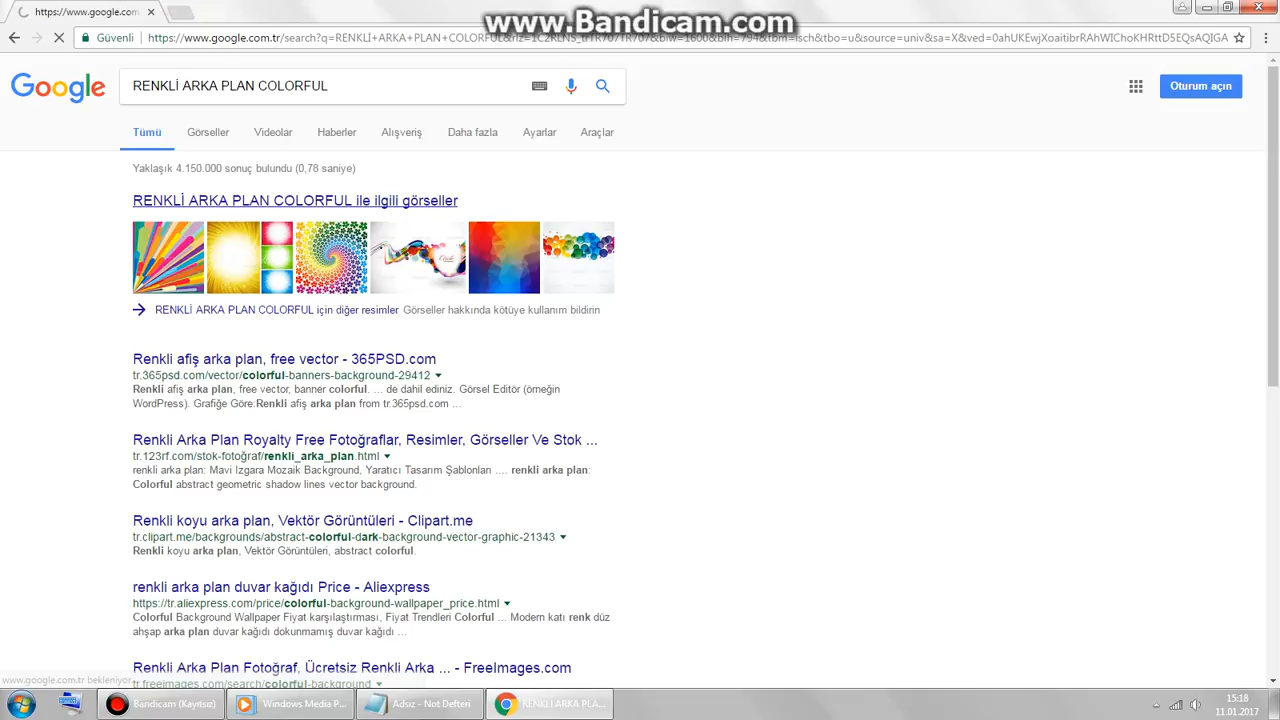 https://www.google.com.
www.Bandicam.com
Güvenli
Google
RENKLİ ARKA PLAN COLORFUL
Oturum açın
Tümü Görseller Videolar Haberler Alışveriş Daha fazla Ayarlar Araçlar
Yaklaşık 4.150.000 sonuç bulundu (0,78 saniye)
RENKLİ ARKA PLAN COLORFUL ile ilgili görseller
RENKLİ ARKA PLAN COLORFUL için diğer resimler Görseller hakkında kötüye kullanım bildirin
Renkli afiş arka plan, free vector - 365PSD.com
tr.365psd.com/vector/colorful-banners-background-29412
Renkli afiş arka plan, free vector, banner colorful. ... de dahil ediniz. Görsel Editör (örneğin
WordPress). Grafiğe Göre:Renkli afiş arka plan from tr.365psd.com ...
Renkli Arka Plan Royalty Free Fotoğraflar, Resimler, Görseller Ve Stok ...
tr.123rf.com/stok-fotoğraf/renkli_arka_plan.html
renkli arka plan: Mavi Izgara Mozaik Background, Yaratıcı Tasarım Şablonları .... renkli arka plan:
Colorful abstract geometric shadow lines vector background.
Renkli koyu arka plan, Vektör Görüntüleri - Clipart.me
tr.clipart.me/backgrounds/abstract-colorful-dark-background-vector-graphic-21343
Renkli koyu arka plan, Vektör Görüntüleri, abstract colorful.
renkli arka plan duvar kağıdı Price - Aliexpress
https://tr.aliexpress.com/price/colorful-background-wallpaper_price.html
Colorful Background Wallpaper Fiyat karşılaştırması, Fiyat Trendleri Colorful ... Modern katı renk düz
ahşap arka plan duvar kağıdı dokunmamış duvar kağıdı ...
Renkli Arka Plan Fotoğraf, Ücretsiz Renkli Arka ... - FreeImages.com
tr.freeimages.com/search/colorful-background
www.google.com.tr bekleniyor...
Bandicam (Kayıtsız) Windows Media P... Adsız - Not Defteri RENKLİ ARKA PLA...
15:18
11.01.2017